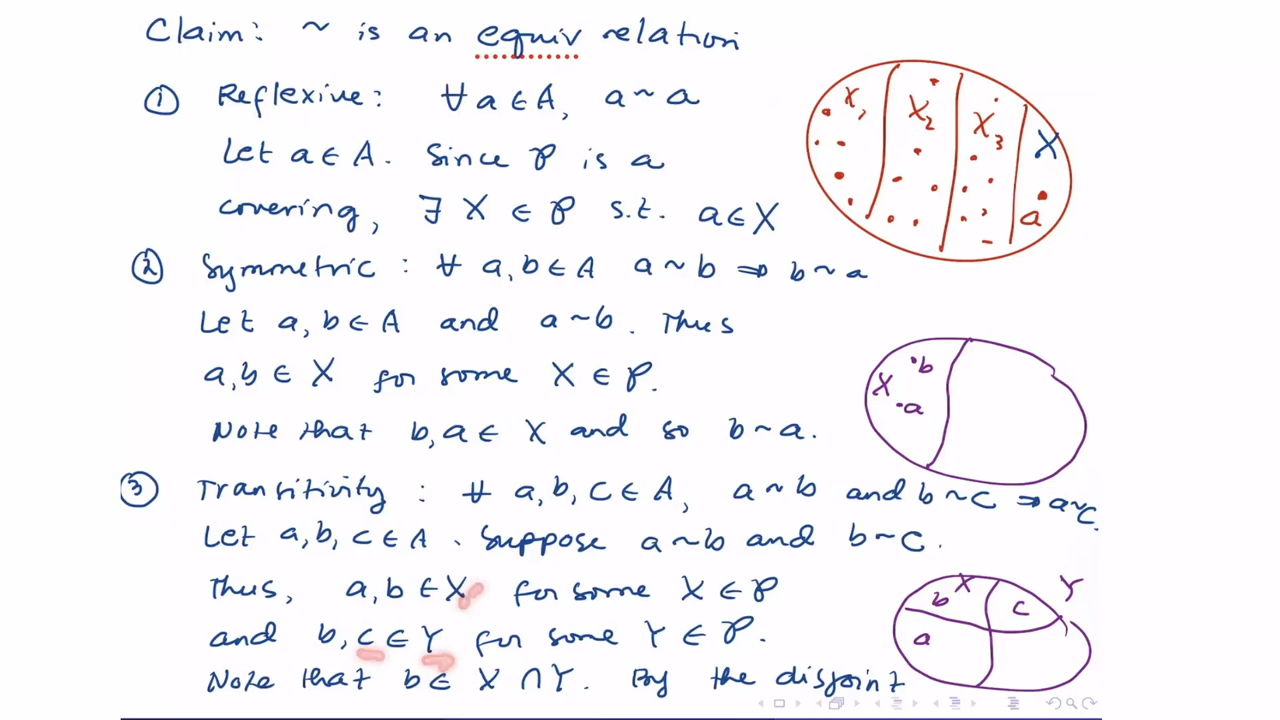 Claim: ~ is an equiv relation
① Reflexive: ∀ a ∈ A, a ~ a
Let a ∈ A. Since P is a
covering, ∃ X ∈ P s.t. a ∈ X
② Symmetric: ∀ a, b ∈ A a ~ b ⇒ b ~ a
Let a, b ∈ A and a ~ b. Thus
a, b ∈ X for some X ∈ P.
Note that b, a ∈ X and so b ~ a.
③ Transitivity: ∀ a, b, c ∈ A, a ~ b and b ~ c ⇒ a ~ c.
Let a, b, c ∈ A. Suppose a ~ b and b ~ c.
Thus, a, b ∈ X for some X ∈ P
and b, c ∈ Y for some Y ∈ P.
Note that b ∈ X ∩ Y. By the disjoint
X₁ X₂ X₃ X
a
b
X
a
X Y
b c
a